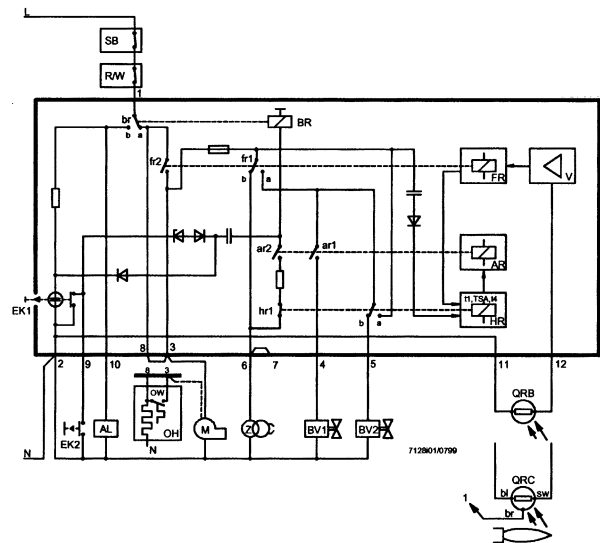 L
SB
R/W
1
br
b a
BR
fr2
fr1
b a
FR
V
ar2
ar1
AR
hr1
b a
t1,TSA,t4
HR
EK1
2 9 10 8 3 6 7 4 5 11 12
8 3
OW
OH
N
N
EK2
AL
M
Z
BV1
BV2
QRB
7128i01/0799
QRC
bl sw
br
1